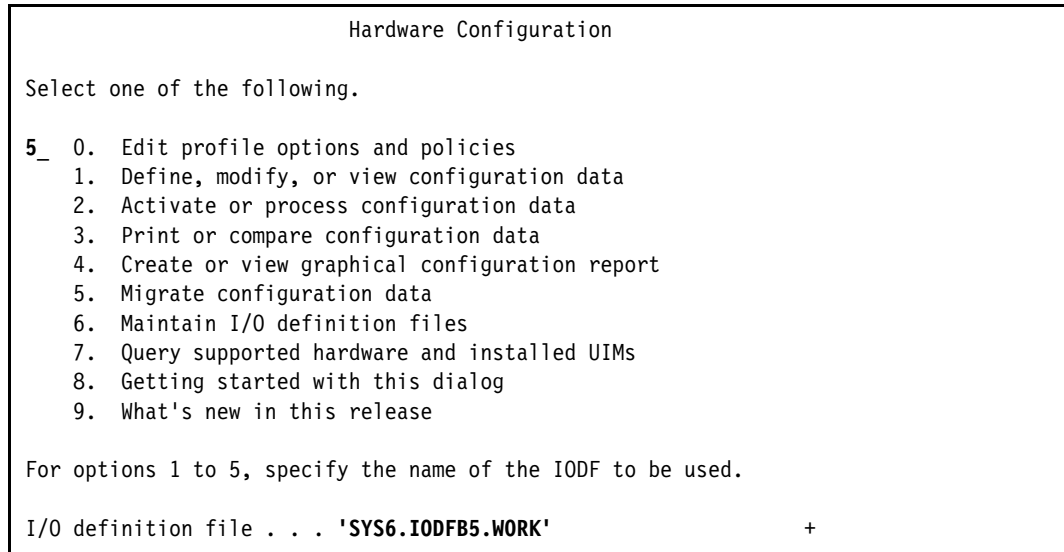 Hardware Configuration
Select one of the following.
5_ 0. Edit profile options and policies
1. Define, modify, or view configuration data
2. Activate or process configuration data
3. Print or compare configuration data
4. Create or view graphical configuration report
5. Migrate configuration data
6. Maintain I/O definition files
7. Query supported hardware and installed UIMs
8. Getting started with this dialog
9. What's new in this release
For options 1 to 5, specify the name of the IODF to be used.
I/O definition file . . . 'SYS6.IODFB5.WORK' +